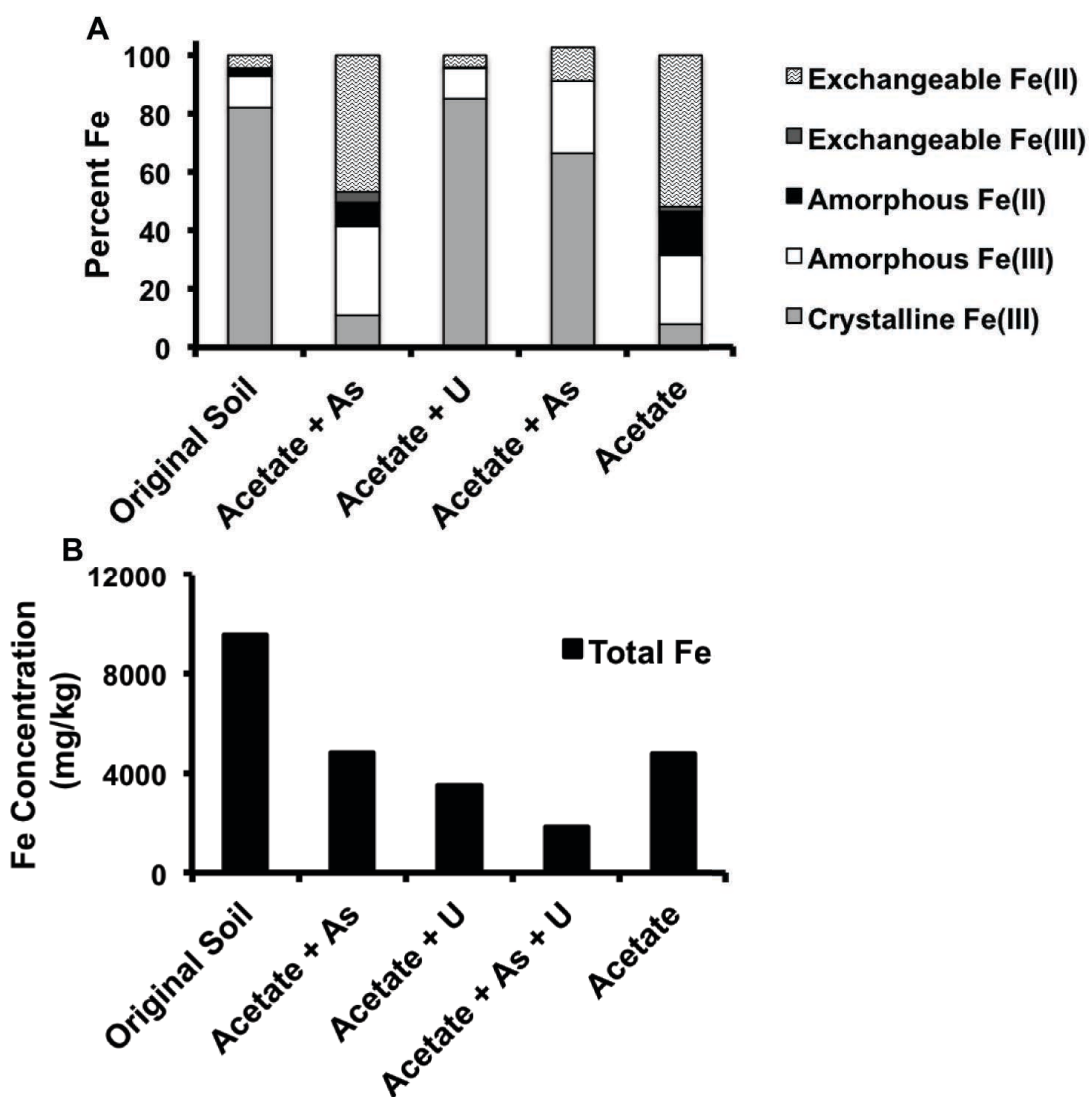 A
Percent Fe
100
80
60
40
20
0
Original Soil
Acetate + As
Acetate + U
Acetate + As
Acetate
Exchangeable Fe(II)
Exchangeable Fe(III)
Amorphous Fe(II)
Amorphous Fe(III)
Crystalline Fe(III)
B
Fe Concentration
(mg/kg)
12000
8000
4000
0
Total Fe
Original Soil
Acetate + As
Acetate + U
Acetate + As + U
Acetate